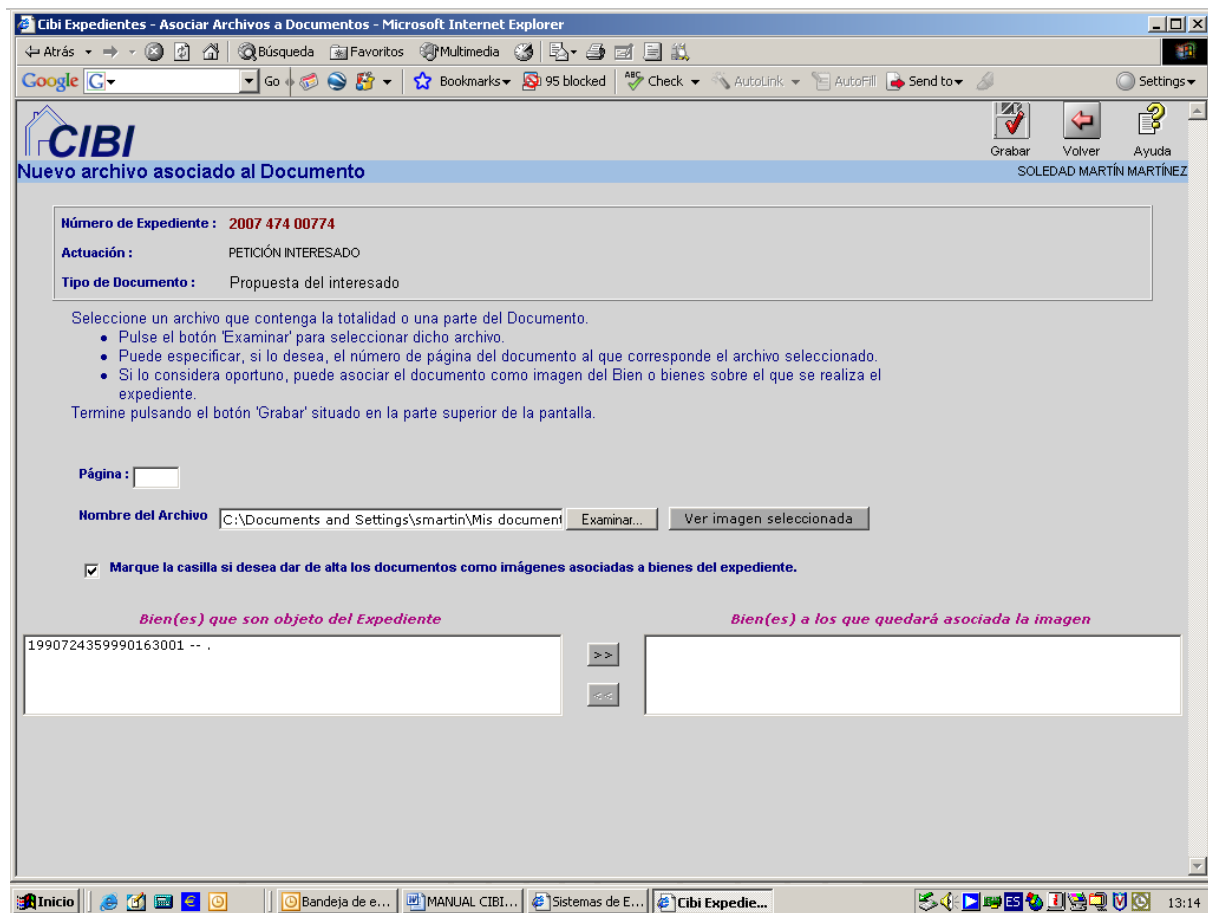 Cibi Expedientes - Asociar Archivos a Documentos - Microsoft Internet Explorer
Atrás Búsqueda Favoritos Multimedia
Google G Go Bookmarks 95 blocked ABC Check AutoLink AutoFill Send to Settings
CIBI
Grabar Volver Ayuda
Nuevo archivo asociado al Documento SOLEDAD MARTÍN MARTÍNEZ
Número de Expediente : 2007 474 00774
Actuación : PETICIÓN INTERESADO
Tipo de Documento : Propuesta del interesado
Seleccione un archivo que contenga la totalidad o una parte del Documento.
• Pulse el botón 'Examinar' para seleccionar dicho archivo.
• Puede especificar, si lo desea, el número de página del documento al que corresponde el archivo seleccionado.
• Si lo considera oportuno, puede asociar el documento como imagen del Bien o bienes sobre el que se realiza el
expediente.
Termine pulsando el botón 'Grabar' situado en la parte superior de la pantalla.
Página :
Nombre del Archivo C:\Documents and Settings\smartin\Mis document Examinar... Ver imagen seleccionada
Marque la casilla si desea dar de alta los documentos como imágenes asociadas a bienes del expediente.
Bien(es) que son objeto del Expediente Bien(es) a los que quedará asociada la imagen
1990724359990163001 -- .
>>
<<
Inicio Bandeja de e... MANUAL CIBI... Sistemas de E... Cibi Expedie... ES 13:14